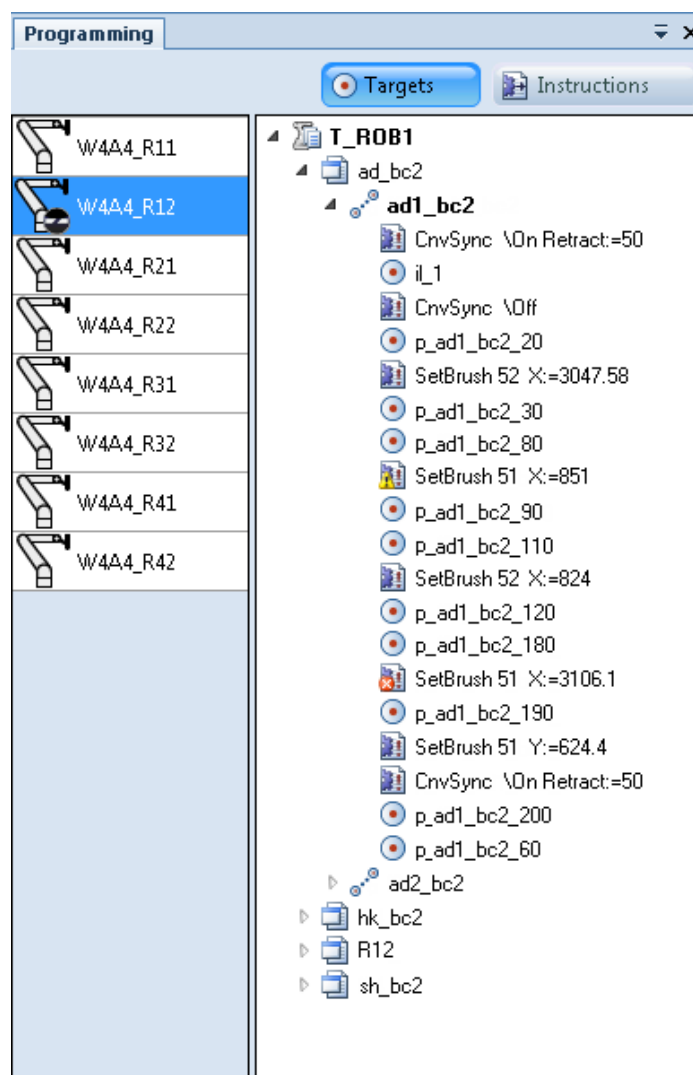 Programming
Targets
Instructions
W4A4_R11
W4A4_R12
W4A4_R21
W4A4_R22
W4A4_R31
W4A4_R32
W4A4_R41
W4A4_R42
T_ROB1
ad_bc2
ad1_bc2
CnvSync \On Retract:=50
il_1
CnvSync \Off
p_ad1_bc2_20
SetBrush 52 X:=3047.58
p_ad1_bc2_30
p_ad1_bc2_80
SetBrush 51 X:=851
p_ad1_bc2_90
p_ad1_bc2_110
SetBrush 52 X:=824
p_ad1_bc2_120
p_ad1_bc2_180
SetBrush 51 X:=3106.1
p_ad1_bc2_190
SetBrush 51 Y:=624.4
CnvSync \On Retract:=50
p_ad1_bc2_200
p_ad1_bc2_60
ad2_bc2
hk_bc2
R12
sh_bc2